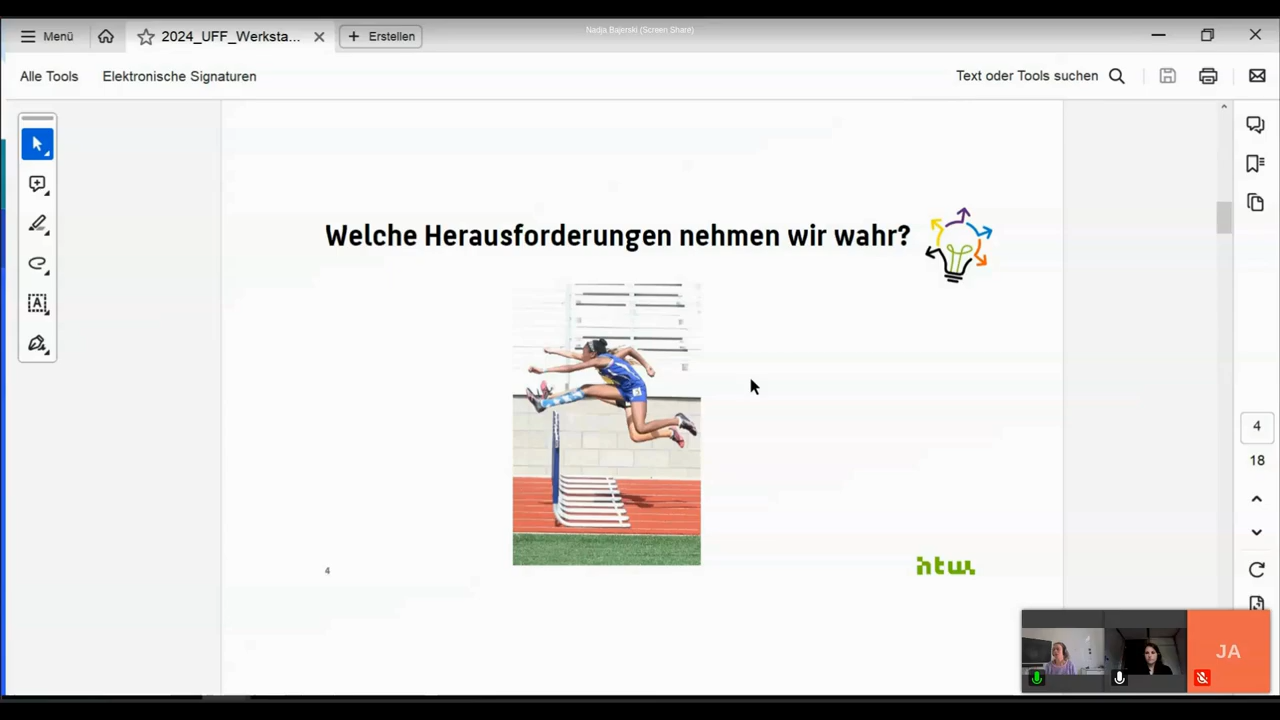 Nadja Bajerski (Screen Share)
Menü
2024_UFF_Werksta...
Erstellen
Alle Tools
Elektronische Signaturen
Text oder Tools suchen
Welche Herausforderungen nehmen wir wahr?
4
18
4
htw
JA